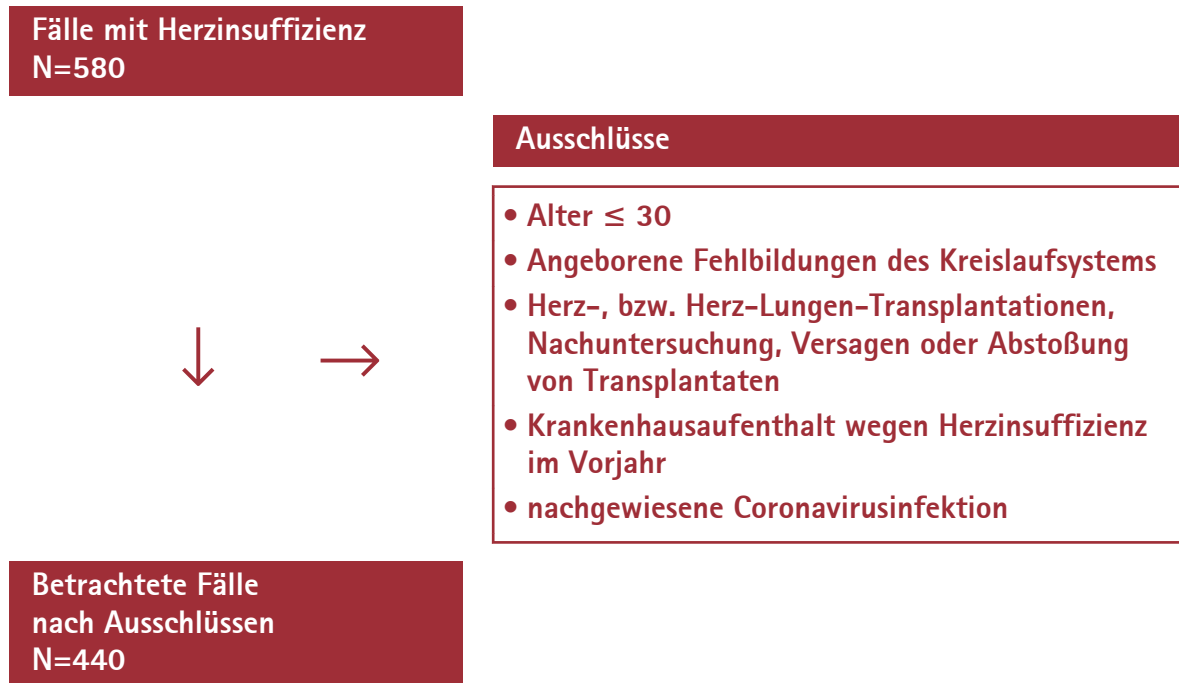 Fälle mit Herzinsuffizienz
N=580
Ausschlüsse
• Alter ≤ 30
• Angeborene Fehlbildungen des Kreislaufsystems
• Herz-, bzw. Herz-Lungen-Transplantationen,
Nachuntersuchung, Versagen oder Abstoßung
von Transplantaten
• Krankenhausaufenthalt wegen Herzinsuffizienz
im Vorjahr
• nachgewiesene Coronavirusinfektion
Betrachtete Fälle
nach Ausschlüssen
N=440